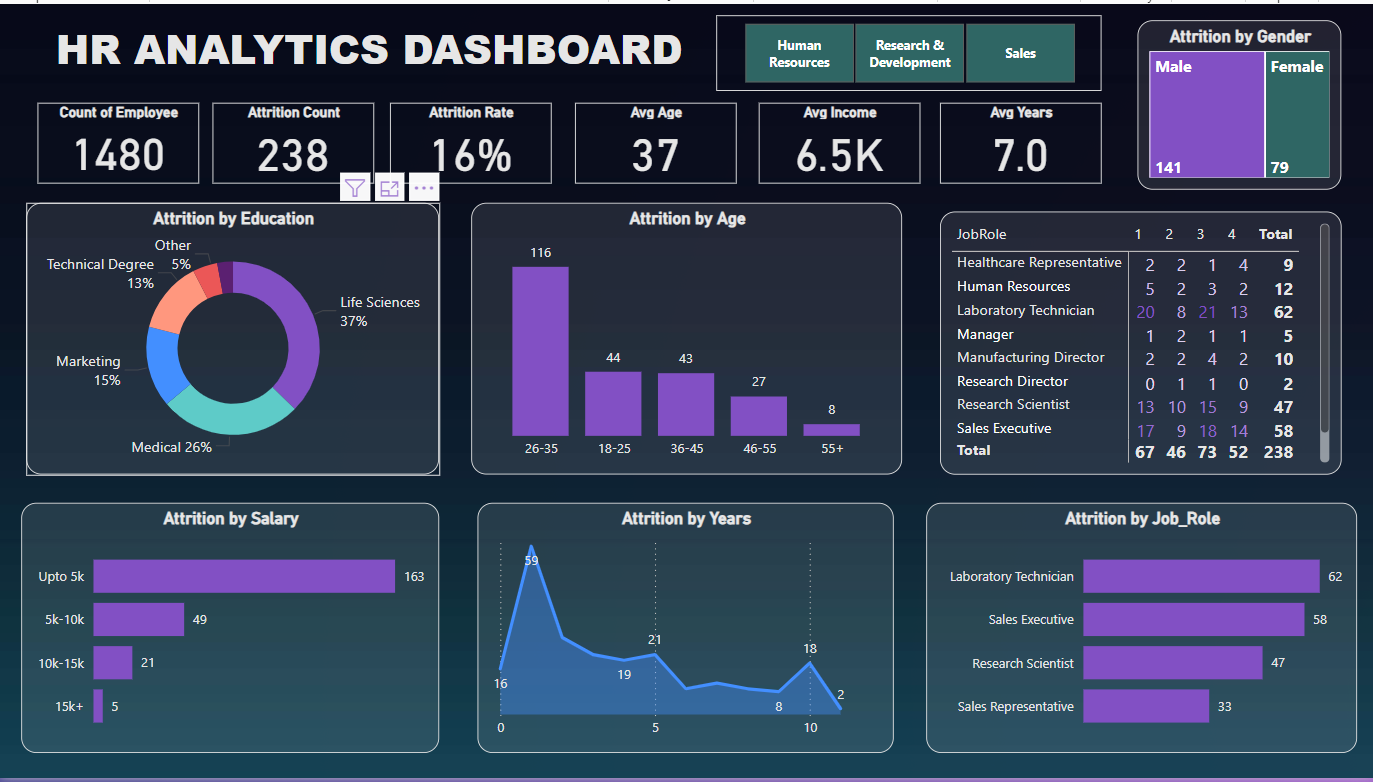 HR ANALYTICS DASHBOARD
Human
Resources
Research &
Development
Sales
Attrition by Gender
Male
141
Female
79
Count of Employee
1480
Attrition Count
238
Attrition Rate
16%
Avg Age
37
Avg Income
6.5K
Avg Years
7.0
Attrition by Education
Other
5%
Technical Degree
13%
Life Sciences
37%
Marketing
15%
Medical 26%
Attrition by Age
116
44
43
27
8
26-35 18-25 36-45 46-55 55+
JobRole 1 2 3 4 Total
Healthcare Representative 2 2 1 4 9
Human Resources 5 2 3 2 12
Laboratory Technician 20 8 21 13 62
Manager 1 2 1 1 5
Manufacturing Director 2 2 4 2 10
Research Director 0 1 1 0 2
Research Scientist 13 10 15 9 47
Sales Executive 17 9 18 14 58
Total 67 46 73 52 238
Attrition by Salary
Upto 5k 163
5k-10k 49
10k-15k 21
15k+ 5
Attrition by Years
59
16
19
21
8
18
2
0 5 10
Attrition by Job_Role
Laboratory Technician 62
Sales Executive 58
Research Scientist 47
Sales Representative 33